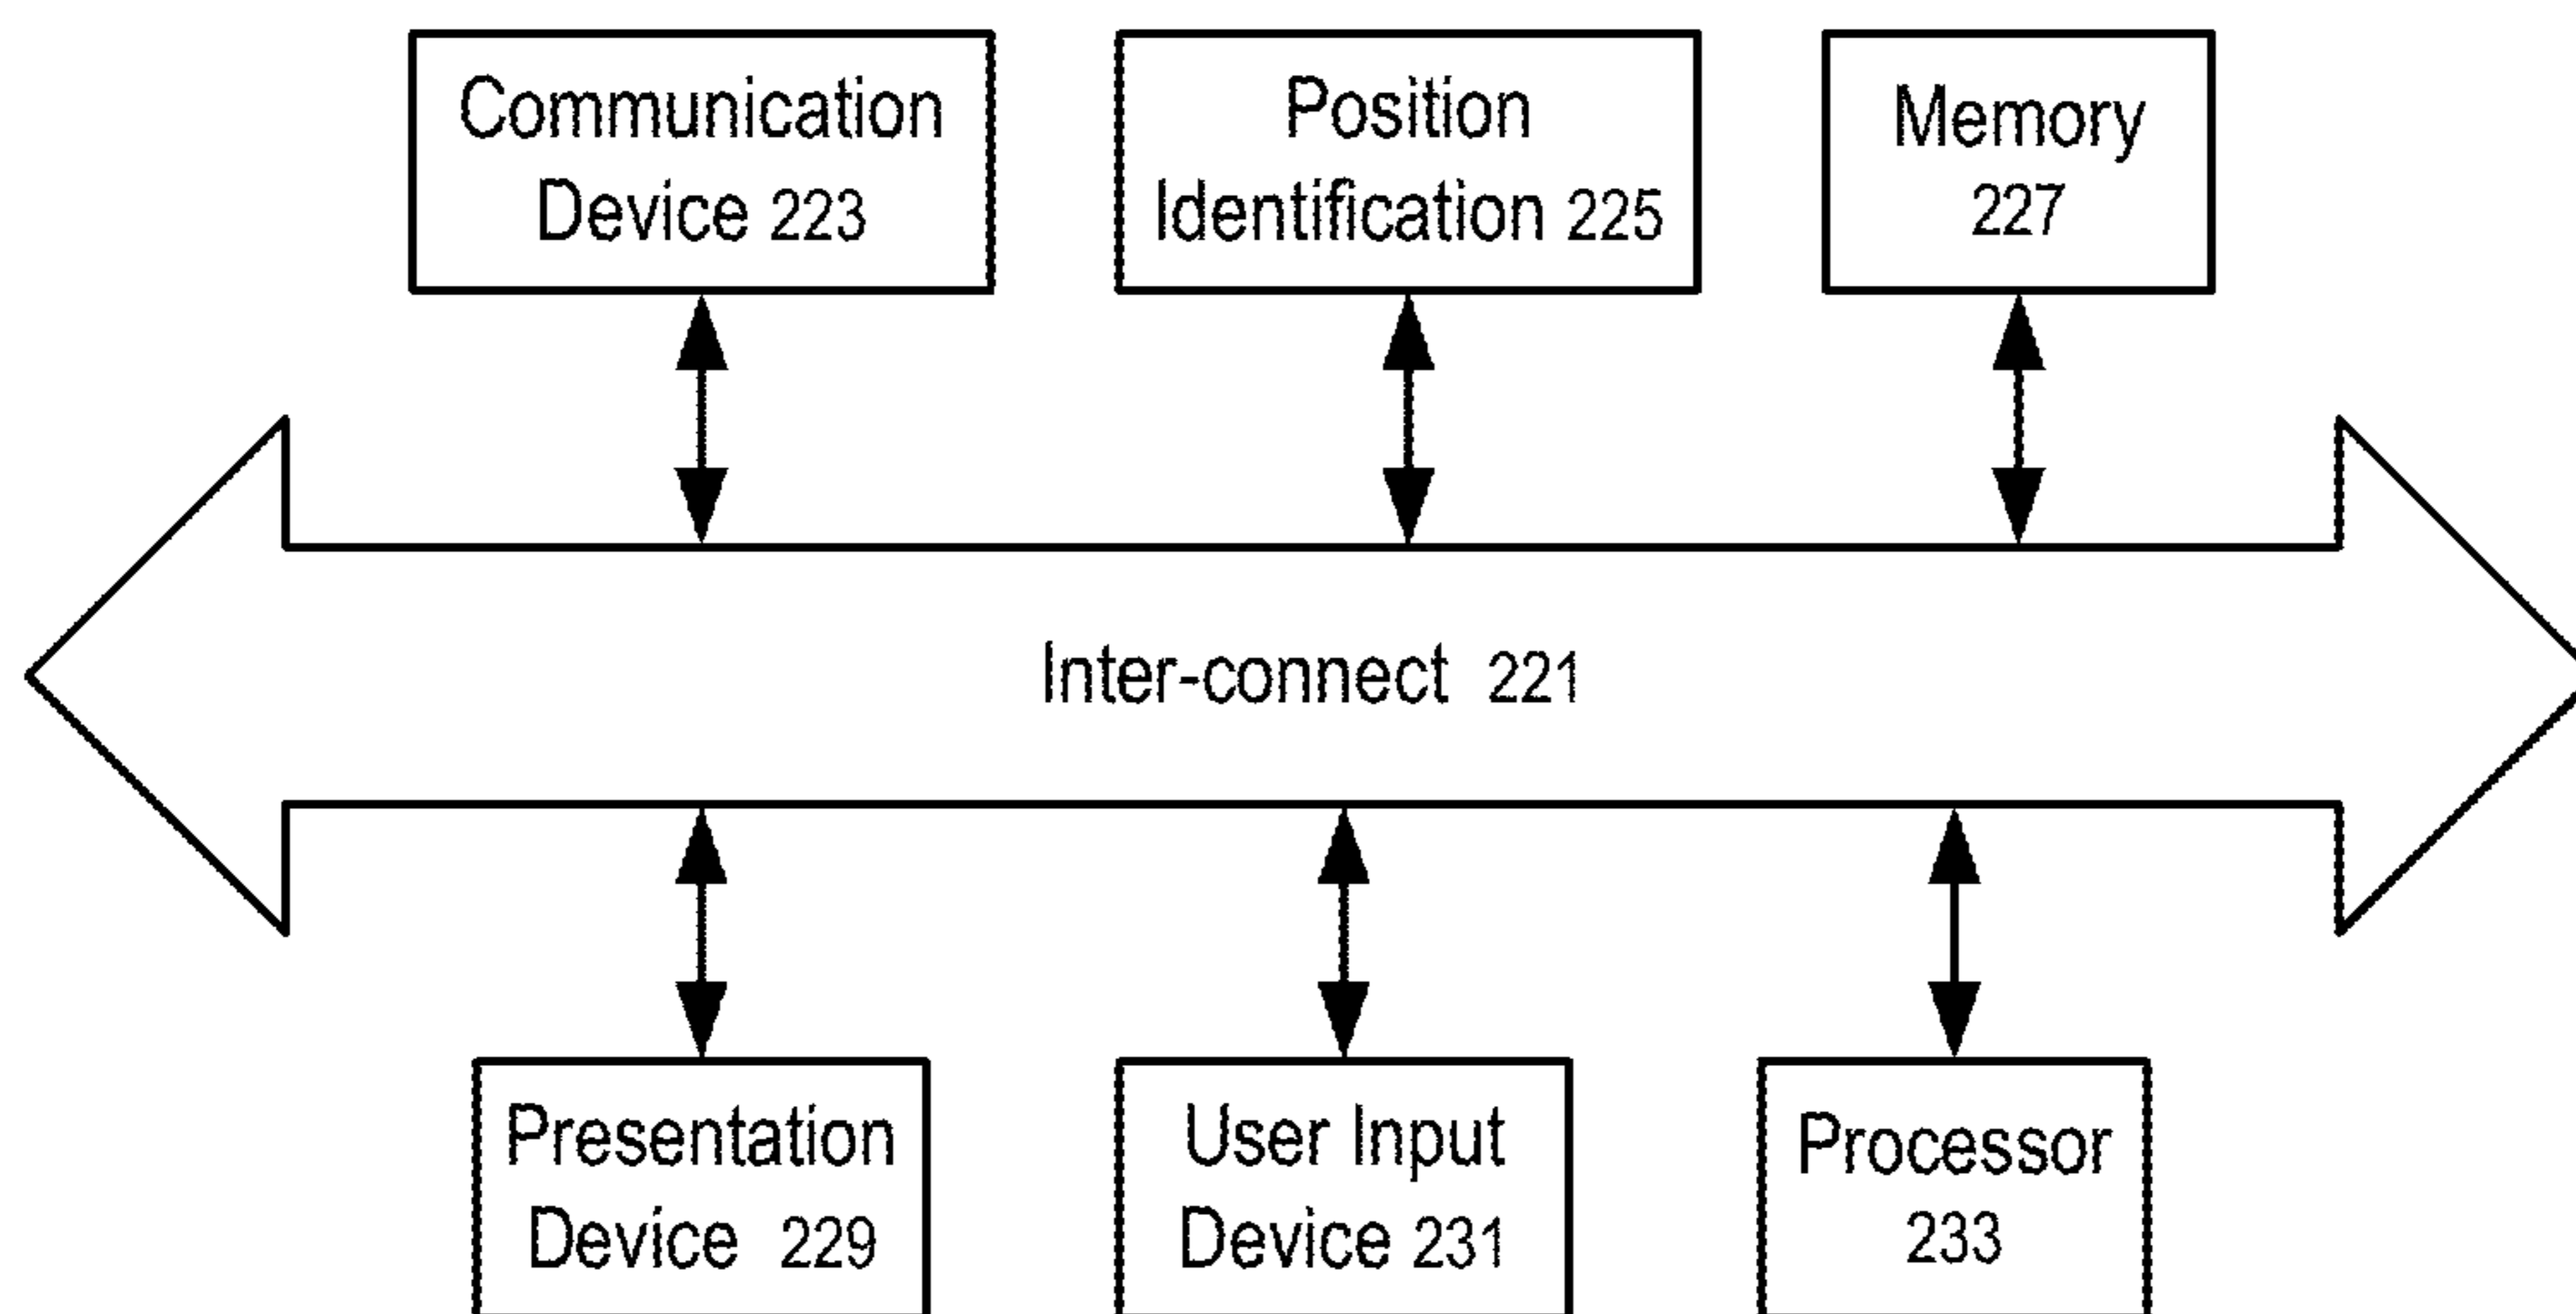 Communication
Device 223
Position
Identification 225
Memory
227
Inter-connect 221
Presentation
Device 229
User Input
Device 231
Processor
233